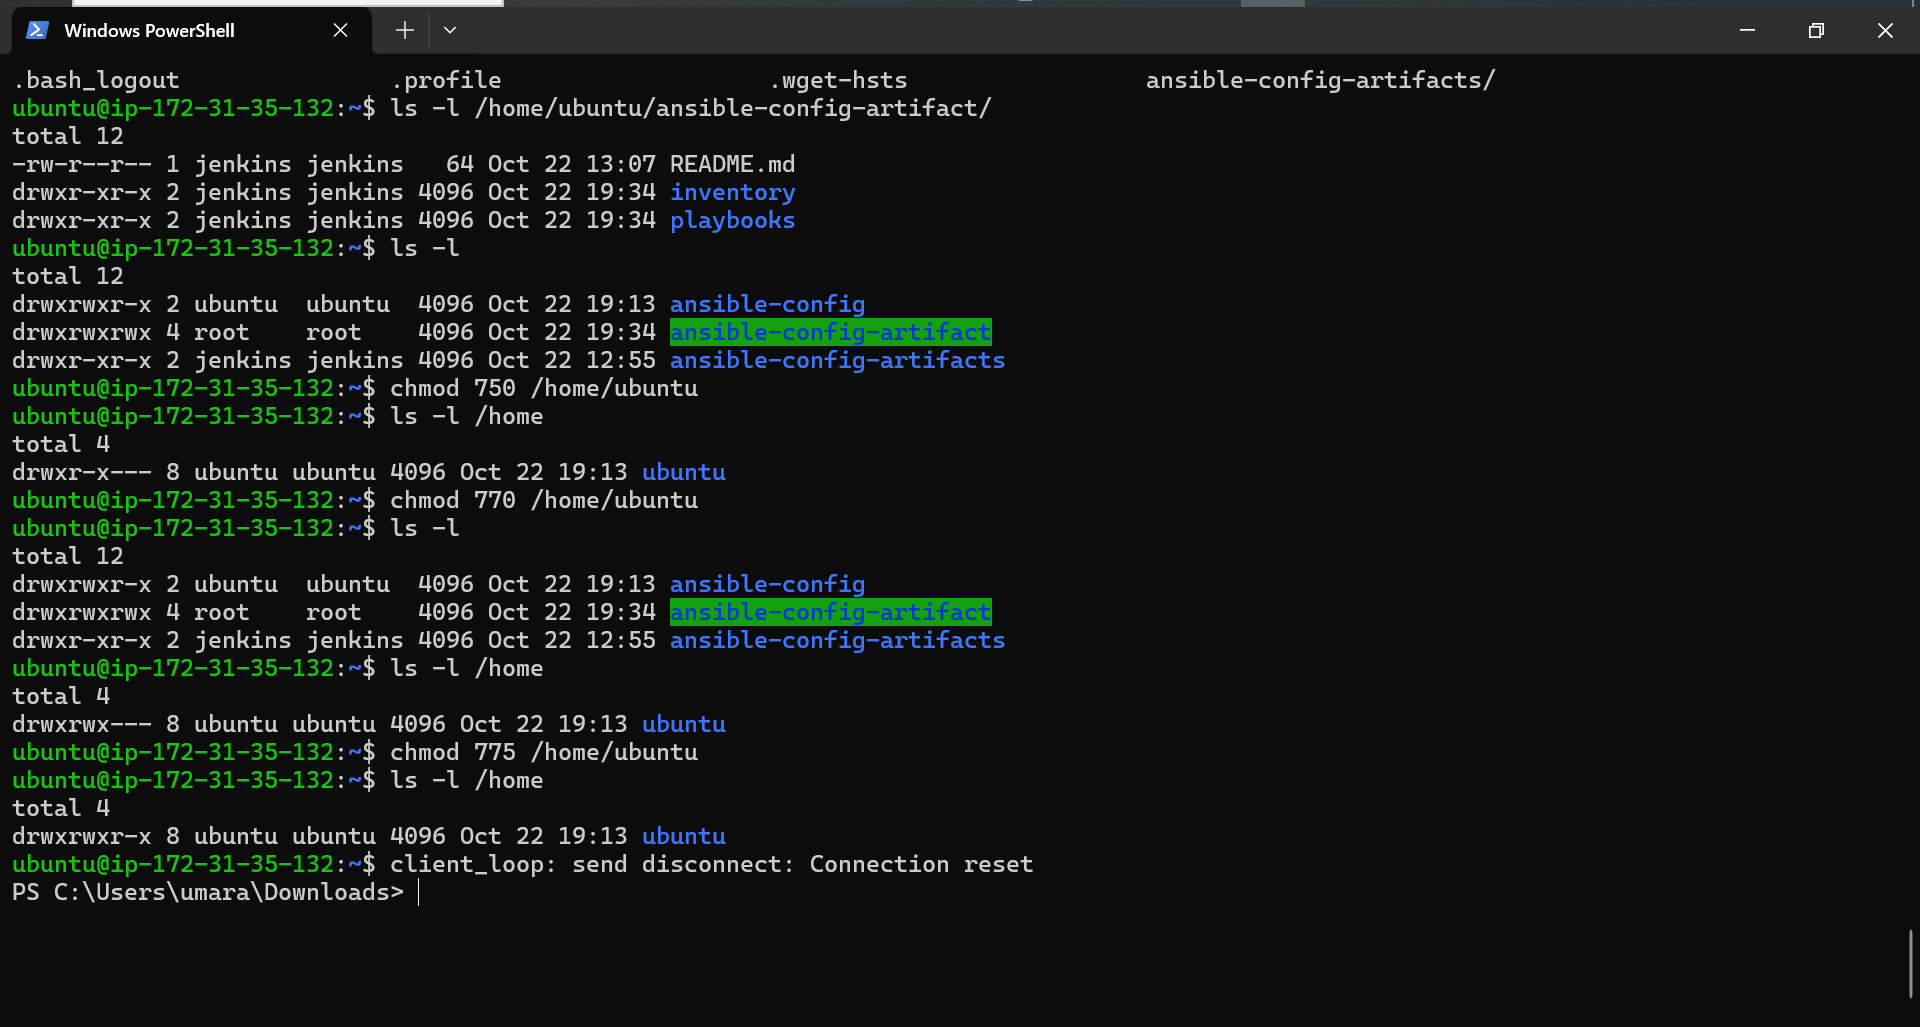 Windows PowerShell
.bash_logout               .profile                   .wget-hsts                 ansible-config-artifacts/
ubuntu@ip-172-31-35-132:~$ ls -l /home/ubuntu/ansible-config-artifact/
total 12
-rw-r--r-- 1 jenkins jenkins   64 Oct 22 13:07 README.md
drwxr-xr-x 2 jenkins jenkins 4096 Oct 22 19:34 inventory
drwxr-xr-x 2 jenkins jenkins 4096 Oct 22 19:34 playbooks
ubuntu@ip-172-31-35-132:~$ ls -l
total 12
drwxrwxr-x 2 ubuntu  ubuntu  4096 Oct 22 19:13 ansible-config
drwxrwxrwx 4 root    root    4096 Oct 22 19:34 ansible-config-artifact
drwxr-xr-x 2 jenkins jenkins 4096 Oct 22 12:55 ansible-config-artifacts
ubuntu@ip-172-31-35-132:~$ chmod 750 /home/ubuntu
ubuntu@ip-172-31-35-132:~$ ls -l /home
total 4
drwxr-x--- 8 ubuntu ubuntu 4096 Oct 22 19:13 ubuntu
ubuntu@ip-172-31-35-132:~$ chmod 770 /home/ubuntu
ubuntu@ip-172-31-35-132:~$ ls -l
total 12
drwxrwxr-x 2 ubuntu  ubuntu  4096 Oct 22 19:13 ansible-config
drwxrwxrwx 4 root    root    4096 Oct 22 19:34 ansible-config-artifact
drwxr-xr-x 2 jenkins jenkins 4096 Oct 22 12:55 ansible-config-artifacts
ubuntu@ip-172-31-35-132:~$ ls -l /home
total 4
drwxrwx--- 8 ubuntu ubuntu 4096 Oct 22 19:13 ubuntu
ubuntu@ip-172-31-35-132:~$ chmod 775 /home/ubuntu
ubuntu@ip-172-31-35-132:~$ ls -l /home
total 4
drwxrwxr-x 8 ubuntu ubuntu 4096 Oct 22 19:13 ubuntu
ubuntu@ip-172-31-35-132:~$ client_loop: send disconnect: Connection reset
PS C:\Users\umara\Downloads>